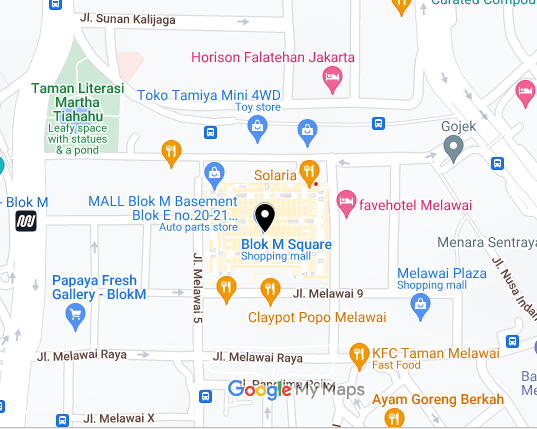 Curated Compou
Jl. Sunan Kalijaga
Horison Falatehan Jakarta
Taman Literasi
Martha
Tiahahu
Leafy space
with statues
& a pond
Toko Tamiya Mini 4WD
Toy store
Gojek
Solaria
MALL Blok M Basement
Blok E no.20-21...
Auto parts store
favehotel Melawai
- Blok M
Blok M Square
Shopping mall
Menara Sentraya
Jl. Melawai 5
Jl. Nusa Indah
Papaya Fresh
Gallery - BlokM
Melawai Plaza
Shopping mall
Jl. Melawai 9
Claypot Popo Melawai
Jl. Melawai Raya
Jl. Melawai Raya
KFC Taman Melawai
Fast Food
Ba
Google My Maps
Me
Ayam Goreng Berkah
Jl. Melawai X